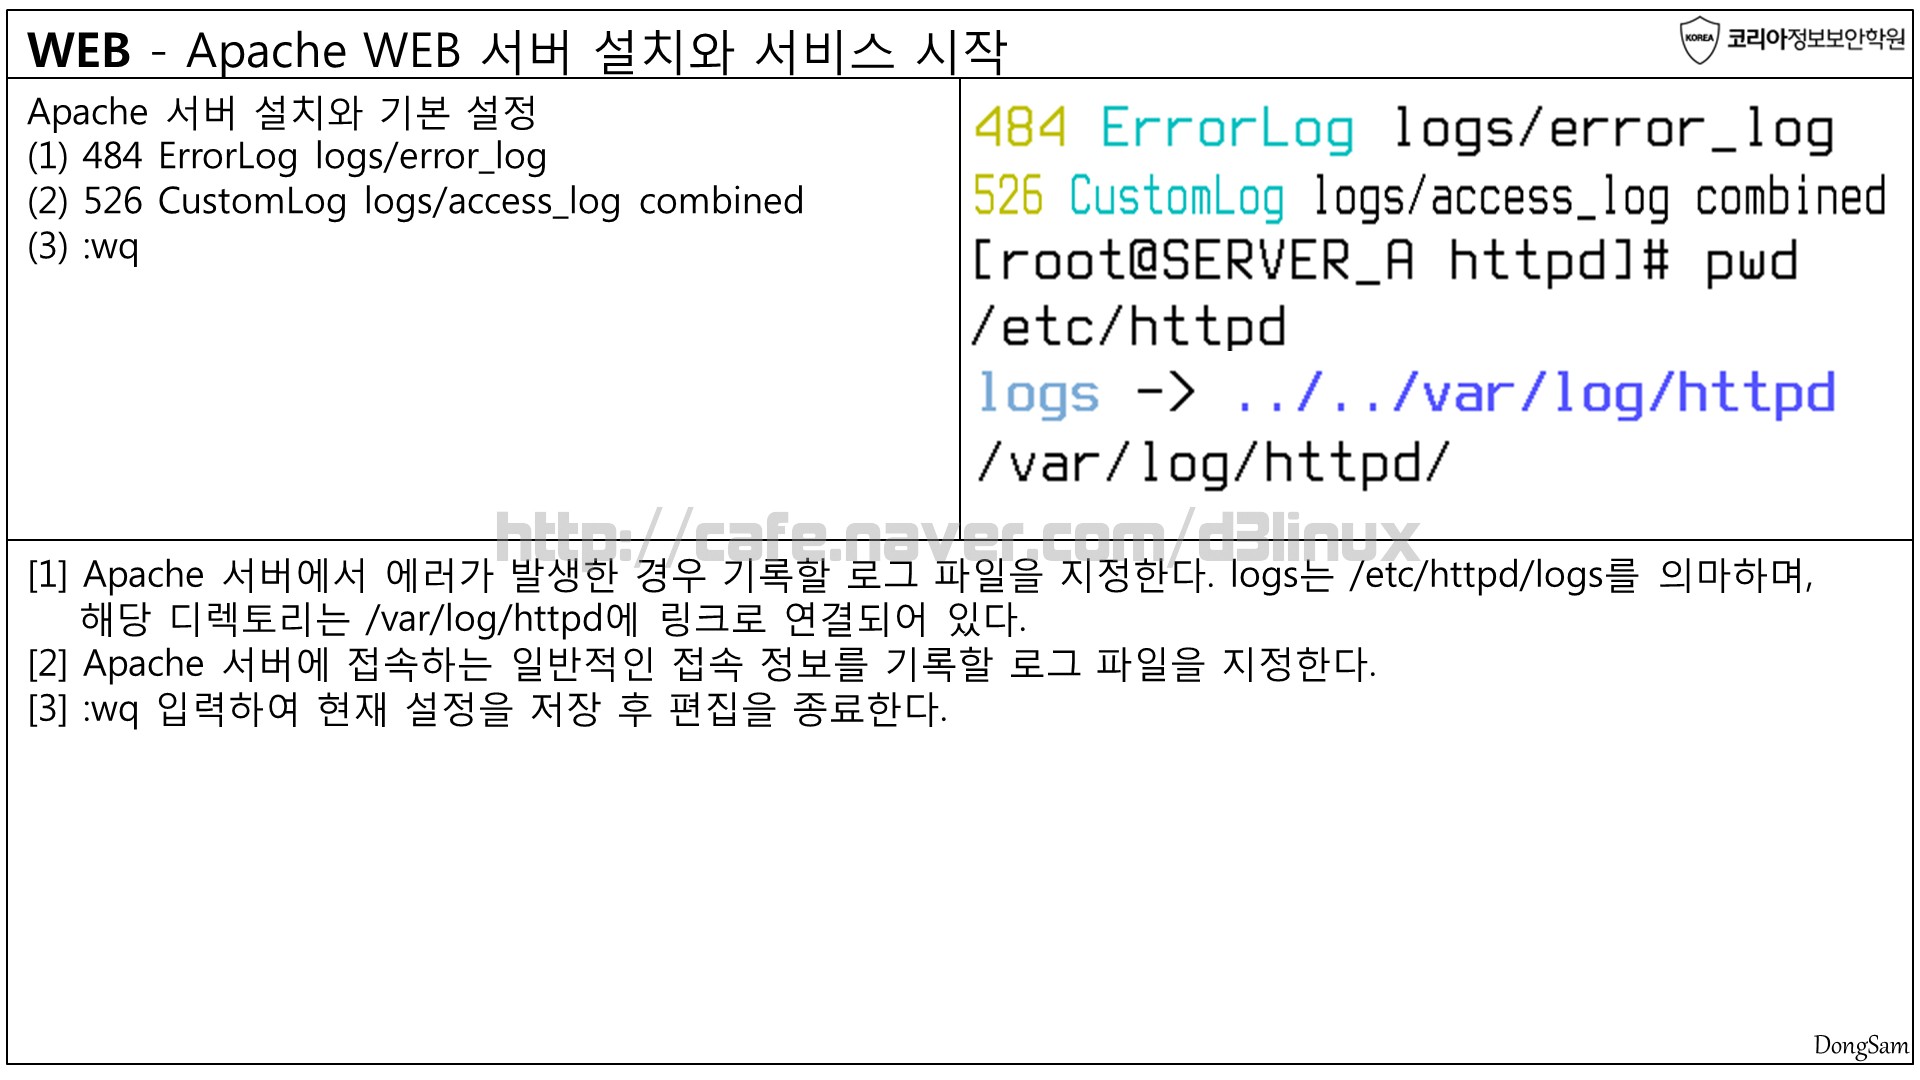 WEB - Apache WEB 서버 설치와 서비스 시작
KOREA 코리아정보보안학원
Apache 서버 설치와 기본 설정
(1) 484 ErrorLog logs/error_log
(2) 526 CustomLog logs/access_log combined
(3) :wq
484 ErrorLog logs/error_log
526 CustomLog logs/access_log combined
[root@SERVER_A httpd]# pwd
/etc/httpd
logs -> ../../var/log/httpd
/var/log/httpd/
http://cafe.naver.com/d3linux
[1] Apache 서버에서 에러가 발생한 경우 기록할 로그 파일을 지정한다. logs는 /etc/httpd/logs를 의마하며,
해당 디렉토리는 /var/log/httpd에 링크로 연결되어 있다.
[2] Apache 서버에 접속하는 일반적인 접속 정보를 기록할 로그 파일을 지정한다.
[3] :wq 입력하여 현재 설정을 저장 후 편집을 종료한다.
DongSam